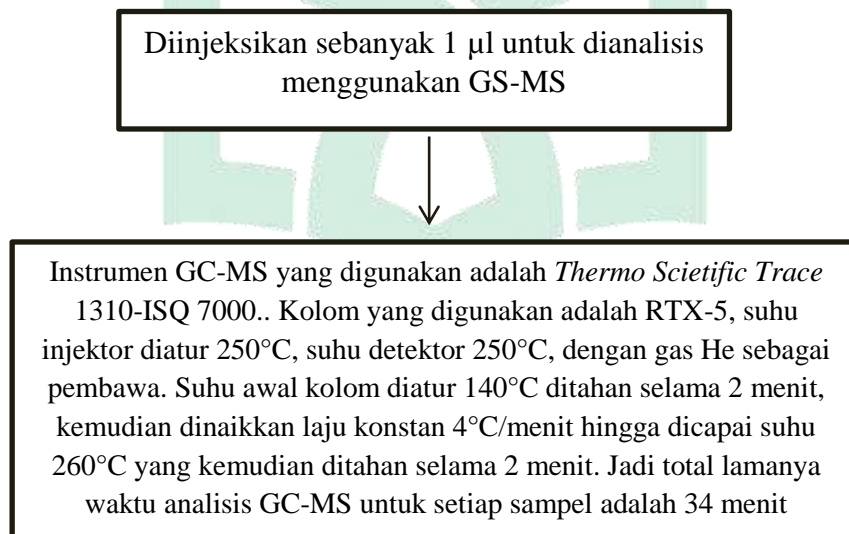 Diinjeksikan sebanyak 1 µl untuk dianalisis
menggunakan GS-MS
Instrumen GC-MS yang digunakan adalah Thermo Scietific Trace
1310-ISQ 7000.. Kolom yang digunakan adalah RTX-5, suhu
injektor diatur 250°C, suhu detektor 250°C, dengan gas He sebagai
pembawa. Suhu awal kolom diatur 140°C ditahan selama 2 menit,
kemudian dinaikkan laju konstan 4°C/menit hingga dicapai suhu
260°C yang kemudian ditahan selama 2 menit. Jadi total lamanya
waktu analisis GC-MS untuk setiap sampel adalah 34 menit